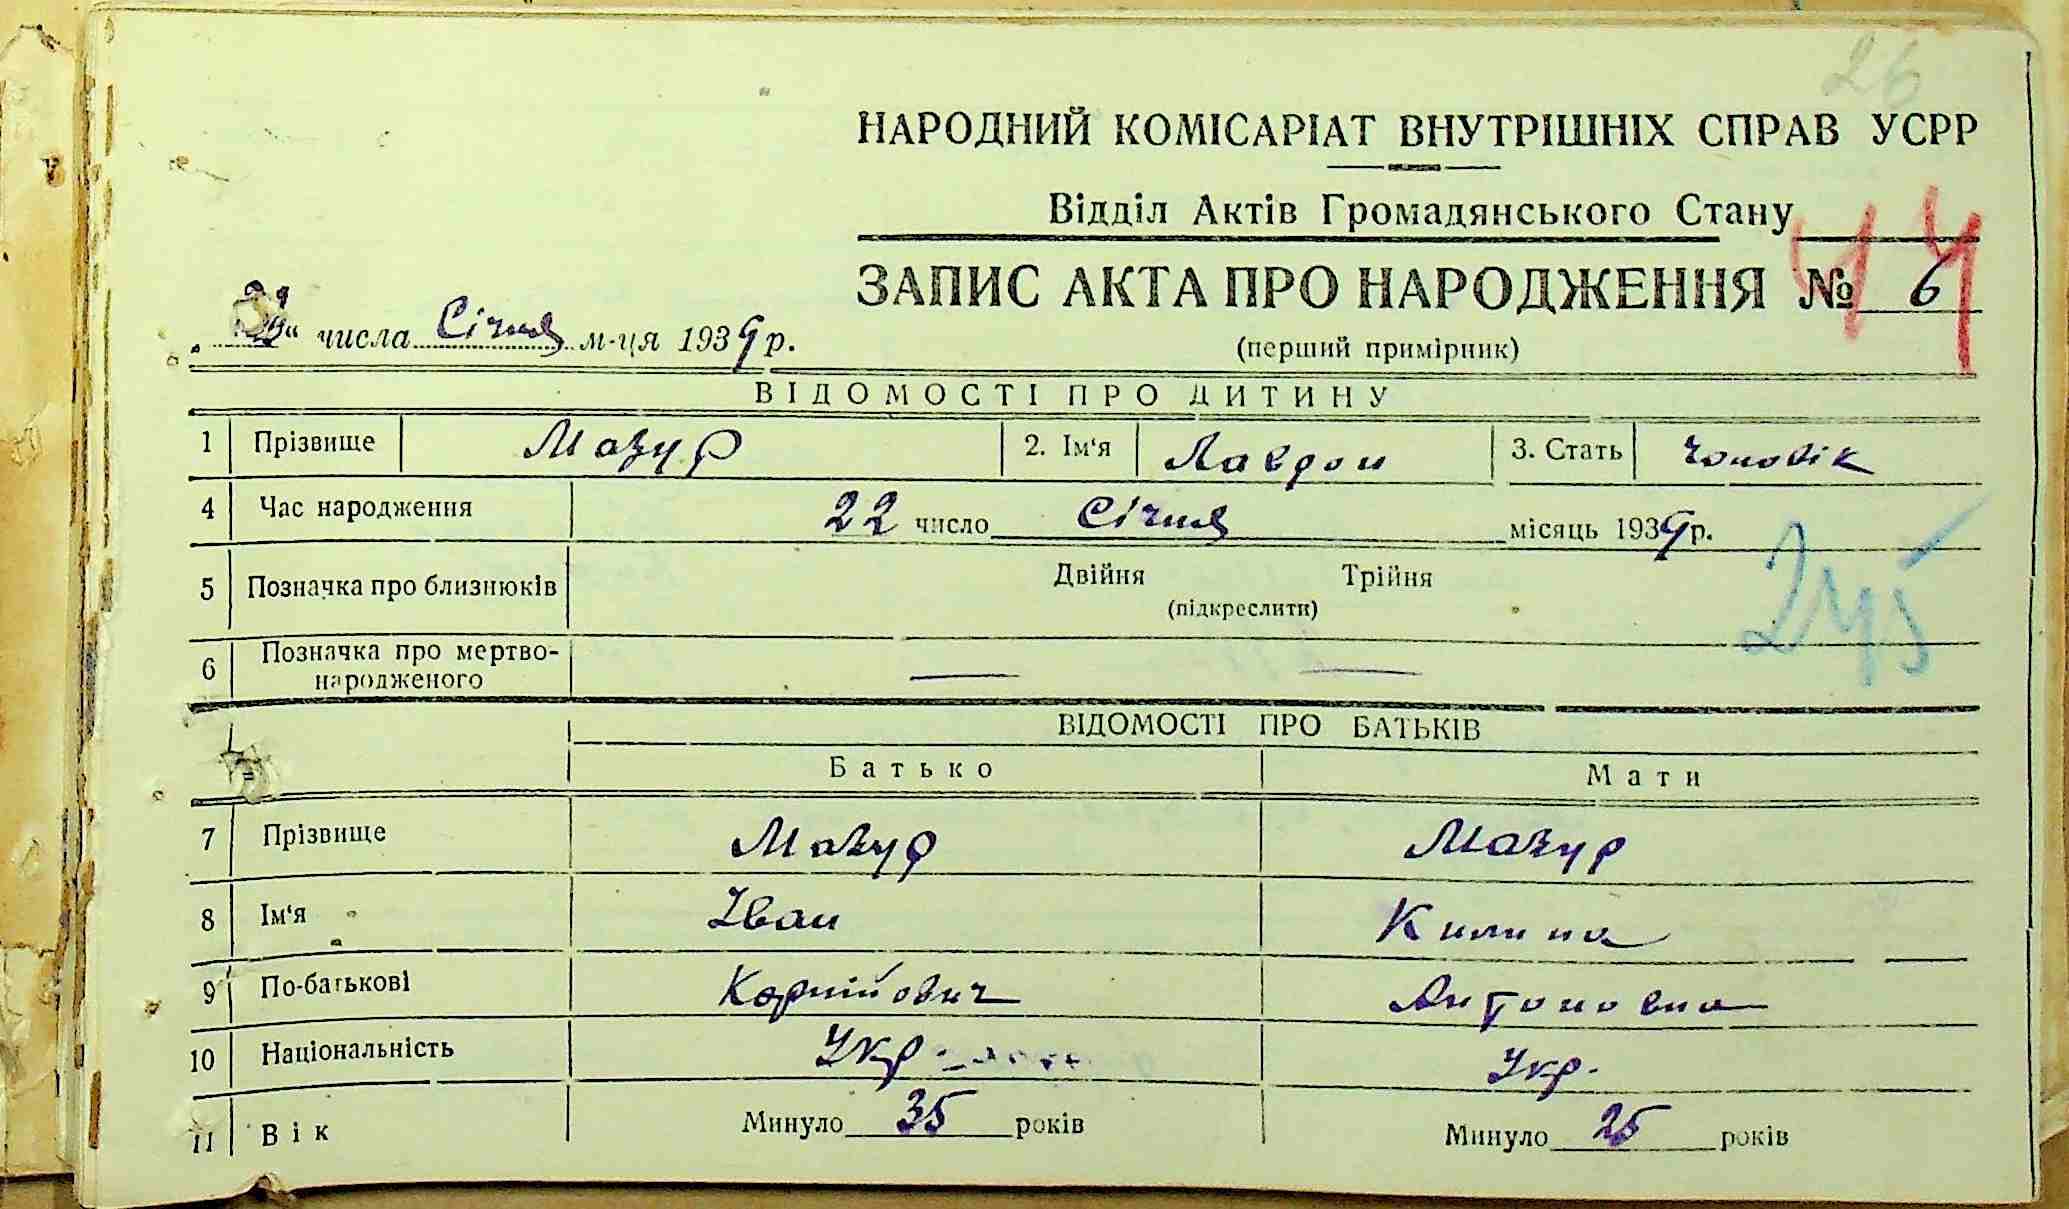 26
НАРОДНИЙ КОМІСАРІАТ ВНУТРІШНІХ СПРАВ УСРР
Відділ Актів Громадянського Стану
ЗАПИС АКТА ПРО НАРОДЖЕННЯ № 6
(перший примірник)
числа Січня м-ця 1939 р.
ВІДОМОСТІ ПРО ДИТИНУ
1 Прізвище Мазур 2. Ім'я Лаврон 3. Стать Чоловік
4 Час народження 22 число Січня місяць 1939 р.
5 Позначка про близнюків Двійня Трійня
(підкреслити)
245
6 Позначка про мертво-
народженого — —
ВІДОМОСТІ ПРО БАТЬКІВ
Батько Мати
7 Прізвище Мазур Мазур
8 Ім'я Іван Килина
9 По-батькові Корнійович Антоновна
10 Національність Укр. Укр.
11 Вік Минуло 35 років Минуло 25 років